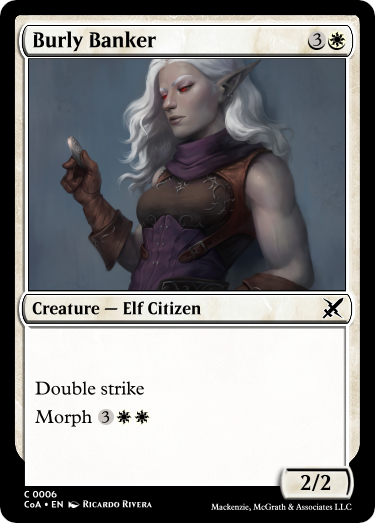 Burly Banker 3
Creature — Elf Citizen
Double strike
Morph 3
2/2
C 0006
CoA • EN Ricardo Rivera
Mackenzie, McGrath & Associates LLC